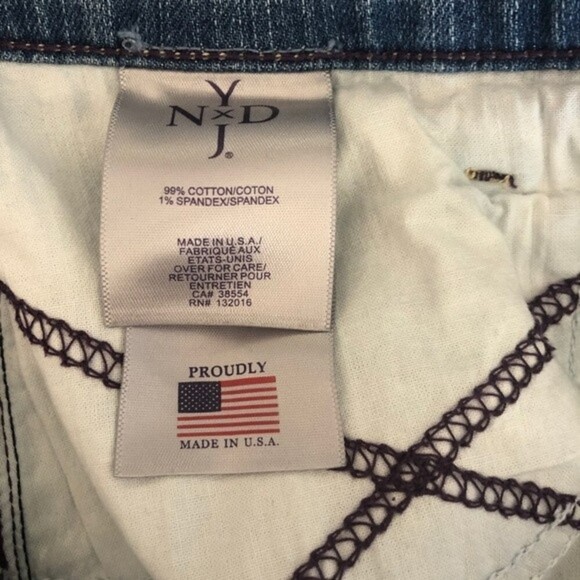 Y
N×D
J®
99% COTTON/COTON
1% SPANDEX/SPANDEX
MADE IN U.S.A./
FABRIQUÉ AUX
ETATS-UNIS
OVER FOR CARE/
RETOURNER POUR
ENTRETIEN
CA# 38554
RN# 132016
PROUDLY
MADE IN U.S.A.